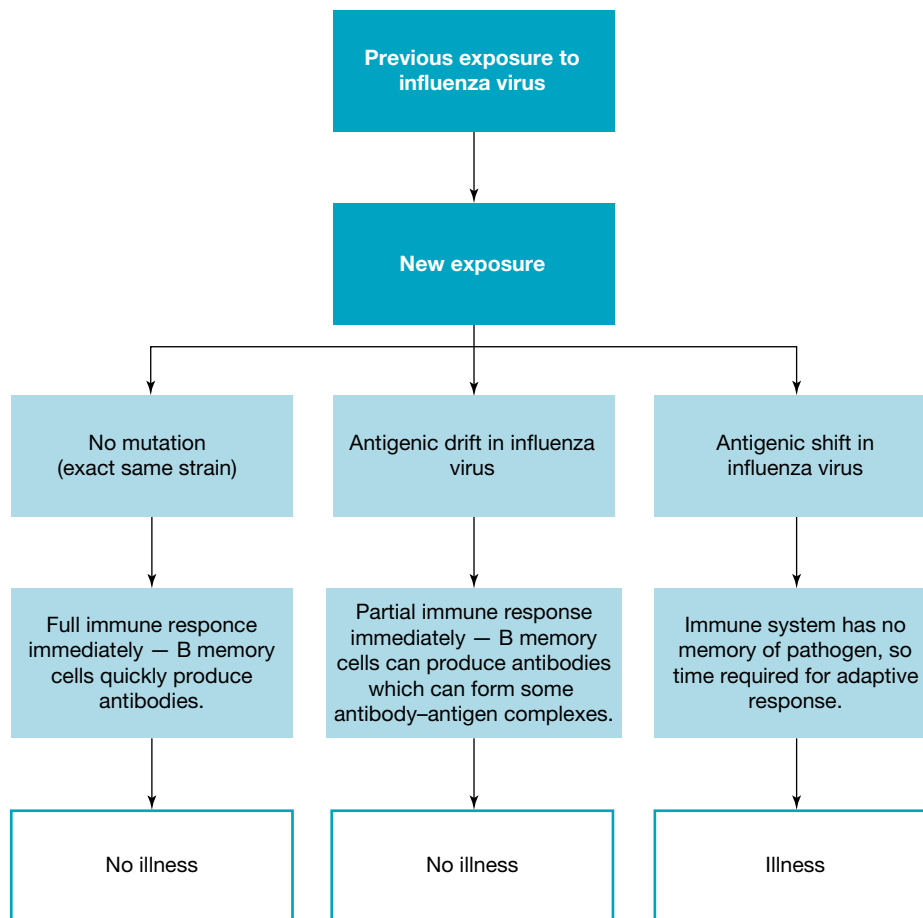 Previous exposure to
influenza virus
New exposure
No mutation
(exact same strain)
Antigenic drift in influenza
virus
Antigenic shift in
influenza virus
Full immune responce
immediately — B memory
cells quickly produce
antibodies.
Partial immune response
immediately — B memory
cells can produce antibodies
which can form some
antibody–antigen complexes.
Immune system has no
memory of pathogen, so
time required for adaptive
response.
No illness
No illness
Illness